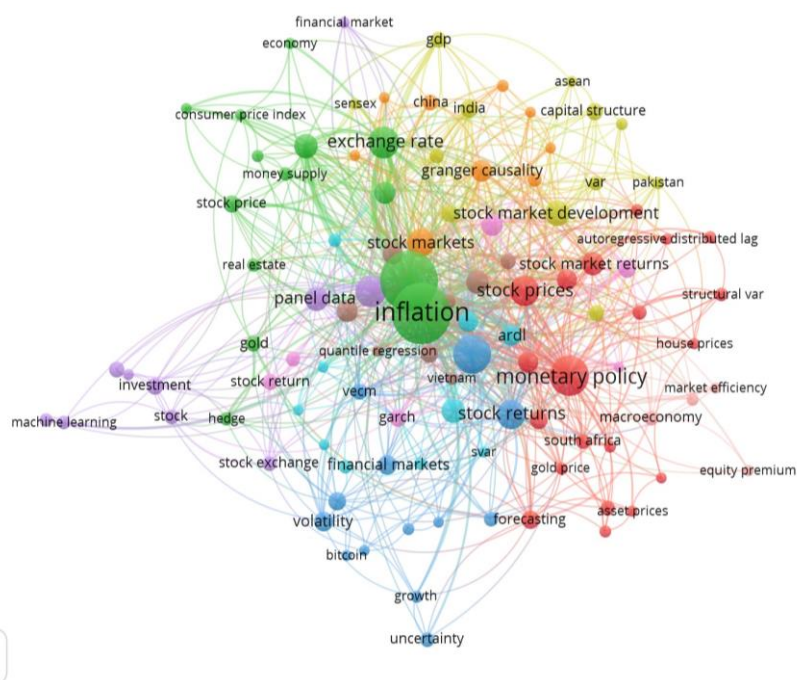 financial market
economy
gdp
asean
sensex
china
india
capital structure
consumer price index
exchange rate
granger causality
money supply
var
pakistan
stock price
stock market development
stock markets
autoregressive distributed lag
real estate
stock market returns
panel data
stock prices
structural var
inflation
ardl
gold
quantile regression
house prices
vietnam
monetary policy
investment
stock return
vecm
market efficiency
machine learning
stock
hedge
garch
stock returns
macroeconomy
south africa
svar
stock exchange
financial markets
gold price
equity premium
volatility
forecasting
asset prices
bitcoin
growth
uncertainty